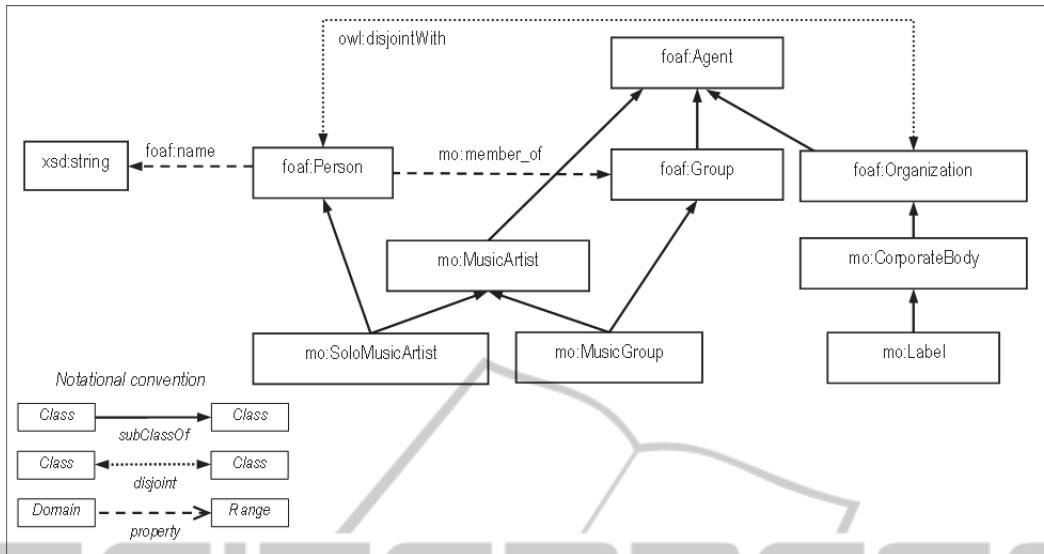 owl:disjointWith
foaf:Agent
xsd:string
foaf:name
foaf:Person
mo:member_of
foaf:Group
foaf:Organization
mo:MusicArtist
mo:CorporateBody
mo:SoloMusicArtist
mo:MusicGroup
mo:Label
Notational convention
Class
subClassOf
Class
Class
disjoint
Class
Domain
property
Range